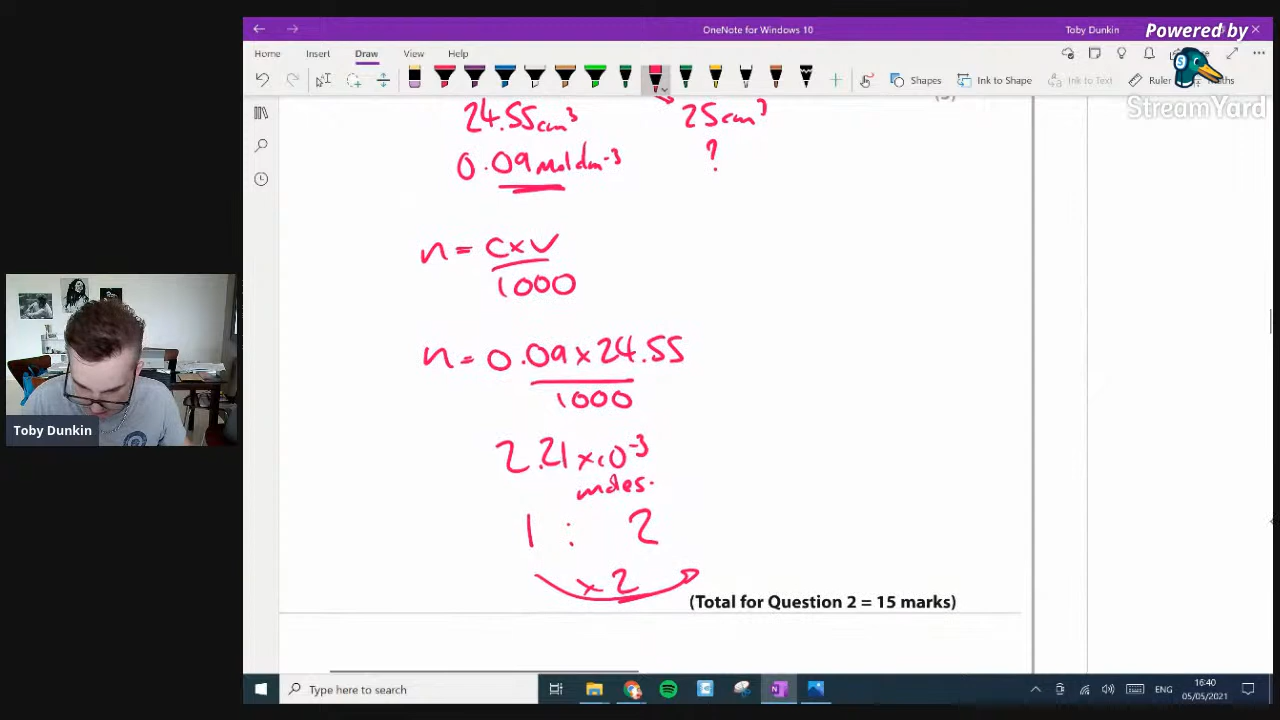 OneNote for Windows 10
Toby Dunkin
Powered by
StreamYard
Home Insert Draw View Help
Shapes Ink to Shape Ink to Text Ruler Maths
24.55cm³ 25cm³
0.09moldm-³ ?
n = c×v
1000
n = 0.09×24.55
1000
2.21×10-³
moles.
1 : 2
×2
Toby Dunkin
(Total for Question 2 = 15 marks)
Type here to search
ENG
16:40
05/05/2021